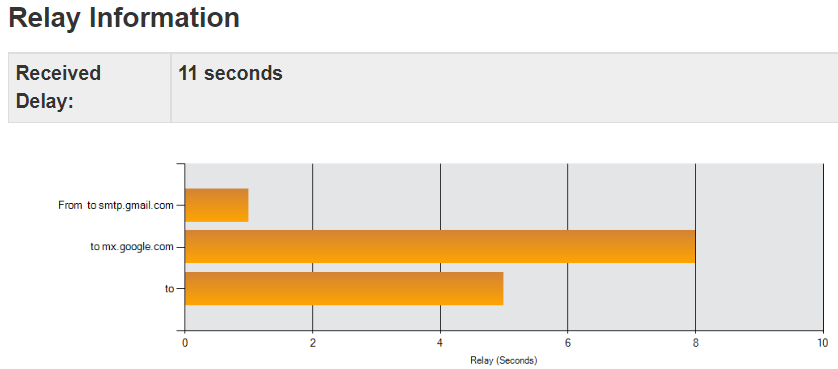 Relay Information
Received 11 seconds
Delay:
From to smtp.gmail.com
to mx.google.com
to
0 2 4 6 8 10
Relay (Seconds)